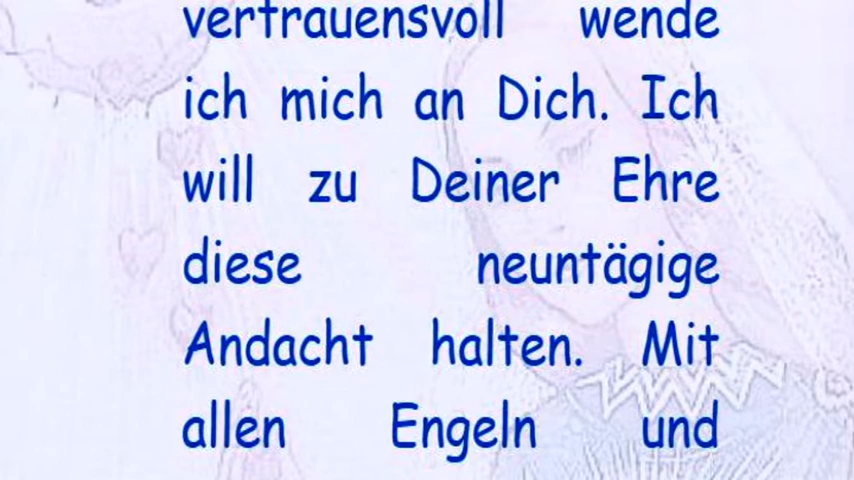 vertrauensvoll wende
ich mich an Dich. Ich
will zu Deiner Ehre
diese neuntägige
Andacht halten. Mit
allen Engeln und